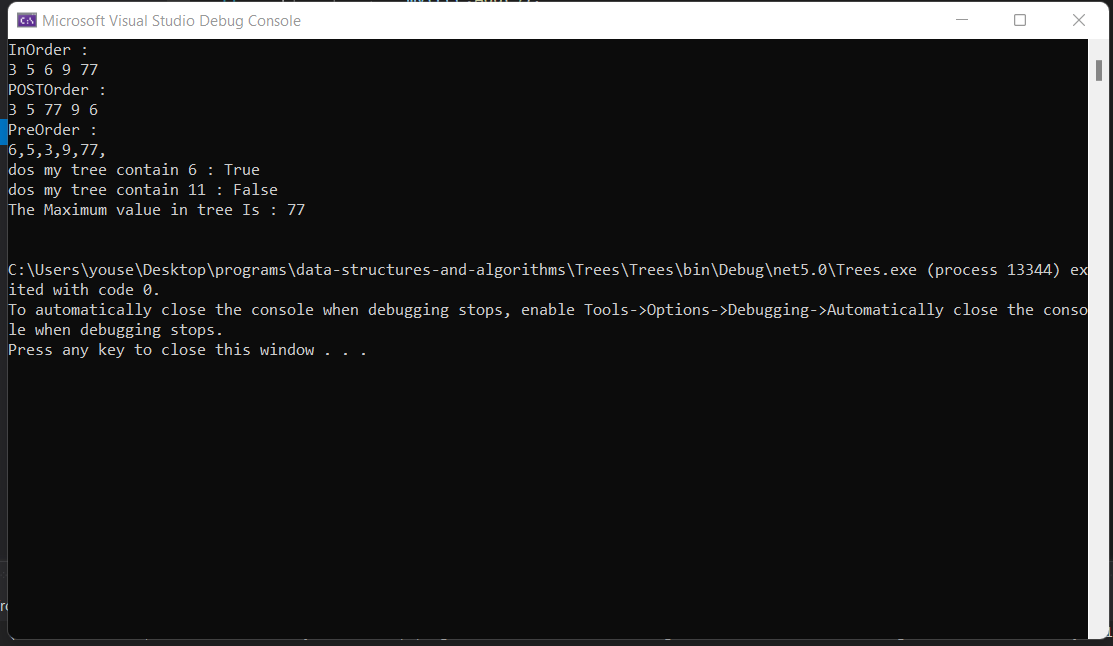 Microsoft Visual Studio Debug Console
InOrder :
3 5 6 9 77
POSTOrder :
3 5 77 9 6
PreOrder :
6,5,3,9,77,
dos my tree contain 6 : True
dos my tree contain 11 : False
The Maximum value in tree Is : 77
C:\Users\youse\Desktop\programs\data-structures-and-algorithms\Trees\Trees\bin\Debug\net5.0\Trees.exe (process 13344) ex
ited with code 0.
To automatically close the console when debugging stops, enable Tools->Options->Debugging->Automatically close the conso
le when debugging stops.
Press any key to close this window . . .